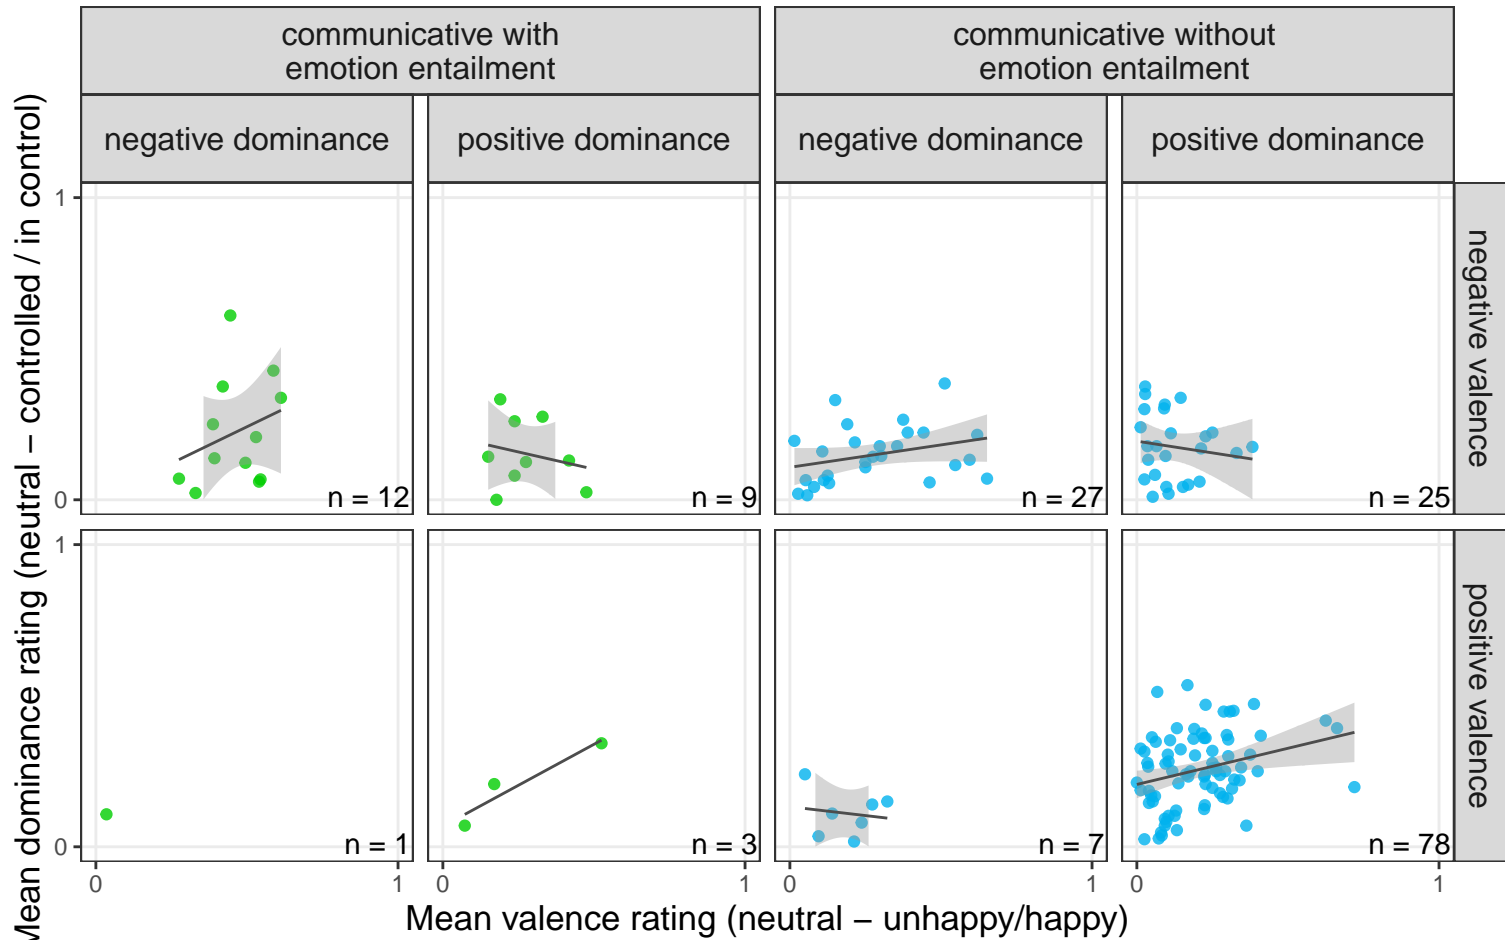 communicative with
emotion entailment
communicative without
emotion entailment
negative dominance
positive dominance
negative dominance
positive dominance
Mean dominance rating (neutral – controlled / in control)
1
0
n = 12
n = 9
n = 27
n = 25
negative valence
1
0
n = 1
n = 3
n = 7
n = 78
positive valence
0
1
0
1
0
1
0
1
Mean valence rating (neutral – unhappy/happy)